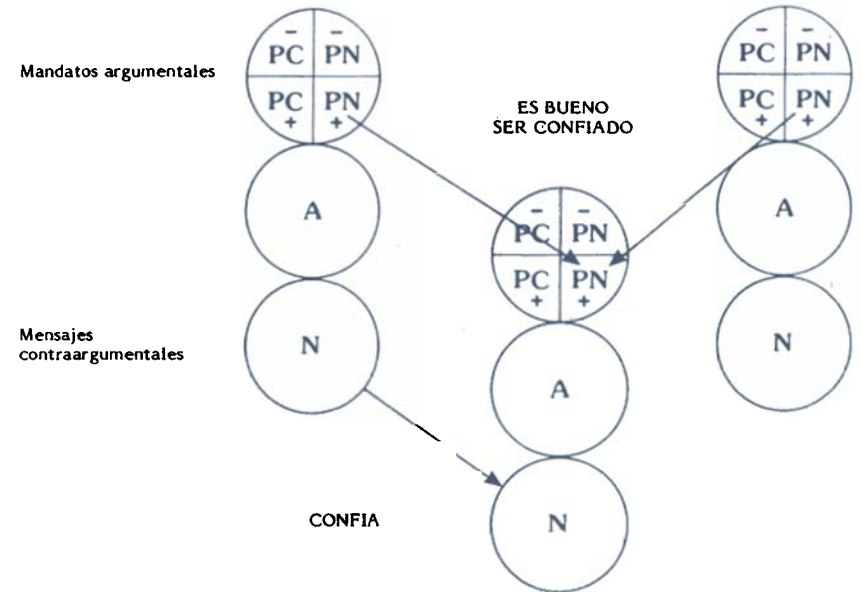 Mandatos argumentales
ES BUENO
SER CONFIADO
Mensajes
contraargumentales
CONFIA
– –
PC PN
PC PN
+ +
A
N
– –
PC PN
PC PN
+ +
A
N
– –
PC PN
PC PN
+ +
A
N